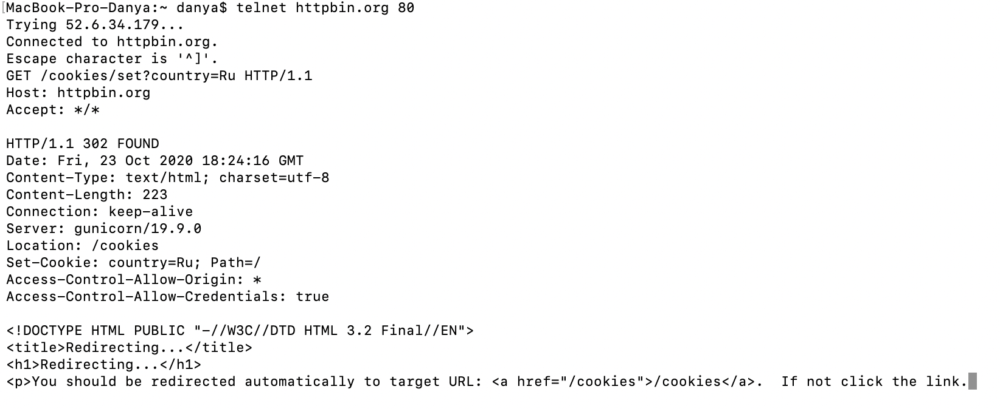 [MacBook-Pro-Danya:~ danya$ telnet httpbin.org 80
Trying 52.6.34.179...
Connected to httpbin.org.
Escape character is '^]'.
GET /cookies/set?country=Ru HTTP/1.1
Host: httpbin.org
Accept: */*

HTTP/1.1 302 FOUND
Date: Fri, 23 Oct 2020 18:24:16 GMT
Content-Type: text/html; charset=utf-8
Content-Length: 223
Connection: keep-alive
Server: gunicorn/19.9.0
Location: /cookies
Set-Cookie: country=Ru; Path=/
Access-Control-Allow-Origin: *
Access-Control-Allow-Credentials: true

<!DOCTYPE HTML PUBLIC "-//W3C//DTD HTML 3.2 Final//EN">
<title>Redirecting...</title>
<h1>Redirecting...</h1>
<p>You should be redirected automatically to target URL: <a href="/cookies">/cookies</a>.  If not click the link.